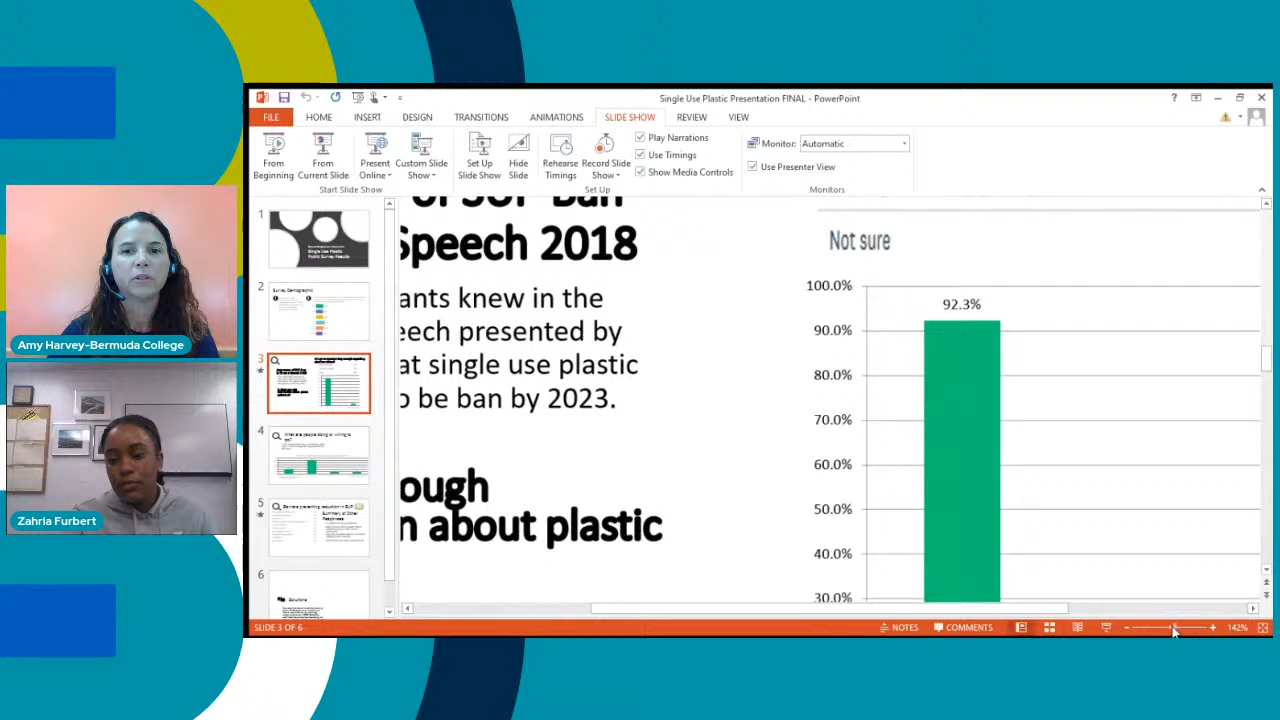 Single Use Plastic Presentation FINAL - PowerPoint
FILE HOME INSERT DESIGN TRANSITIONS ANIMATIONS SLIDE SHOW REVIEW VIEW
From Beginning
From Current Slide
Present Online
Custom Slide Show
Set Up Slide Show
Hide Slide
Rehearse Timings
Record Slide Show
Play Narrations
Use Timings
Show Media Controls
Monitor: Automatic
Use Presenter View
Start Slide Show
Set Up
Monitors
1
Single Use Plastic
Public Survey Results
2
Survey Demographic
3
4
What are people doing or willing to
do?
5
Barriers preventing reduction in SUP
Summary of Other
Responses
6
Solutions
Speech 2018
ants knew in the
eech presented by
at single use plastic
o be ban by 2023.
ough
n about plastic
Not sure
100.0%
92.3%
90.0%
80.0%
70.0%
60.0%
50.0%
40.0%
30.0%
Amy Harvey-Bermuda College
Zahria Furbert
SLIDE 3 OF 6
NOTES
COMMENTS
142%